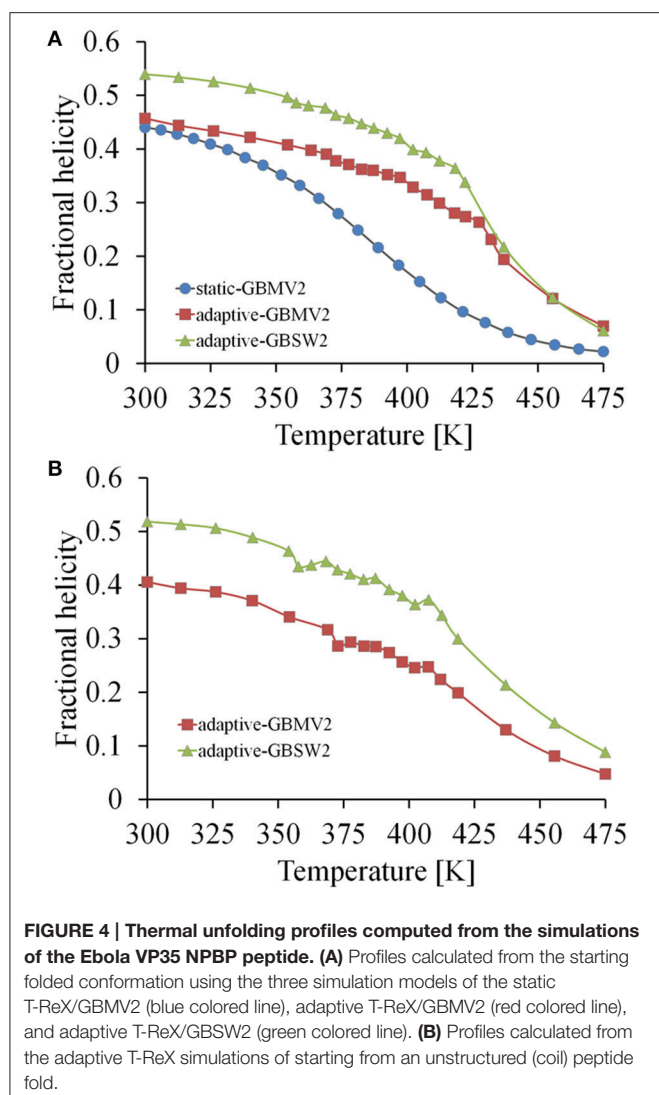 A
0.6
0.5
0.4
0.3
0.2
0.1
0
Fractional helicity
static-GBMV2
adaptive-GBMV2
adaptive-GBSW2
300 325 350 375 400 425 450 475
Temperature [K]
B
0.6
0.5
0.4
0.3
0.2
0.1
0
Fractional helicity
adaptive-GBMV2
adaptive-GBSW2
300 325 350 375 400 425 450 475
Temperature [K]
FIGURE 4 | Thermal unfolding profiles computed from the simulations
of the Ebola VP35 NPBP peptide. (A) Profiles calculated from the starting
folded conformation using the three simulation models of the static
T-ReX/GBMV2 (blue colored line), adaptive T-ReX/GBMV2 (red colored line),
and adaptive T-ReX/GBSW2 (green colored line). (B) Profiles calculated from
the adaptive T-ReX simulations of starting from an unstructured (coil) peptide
fold.